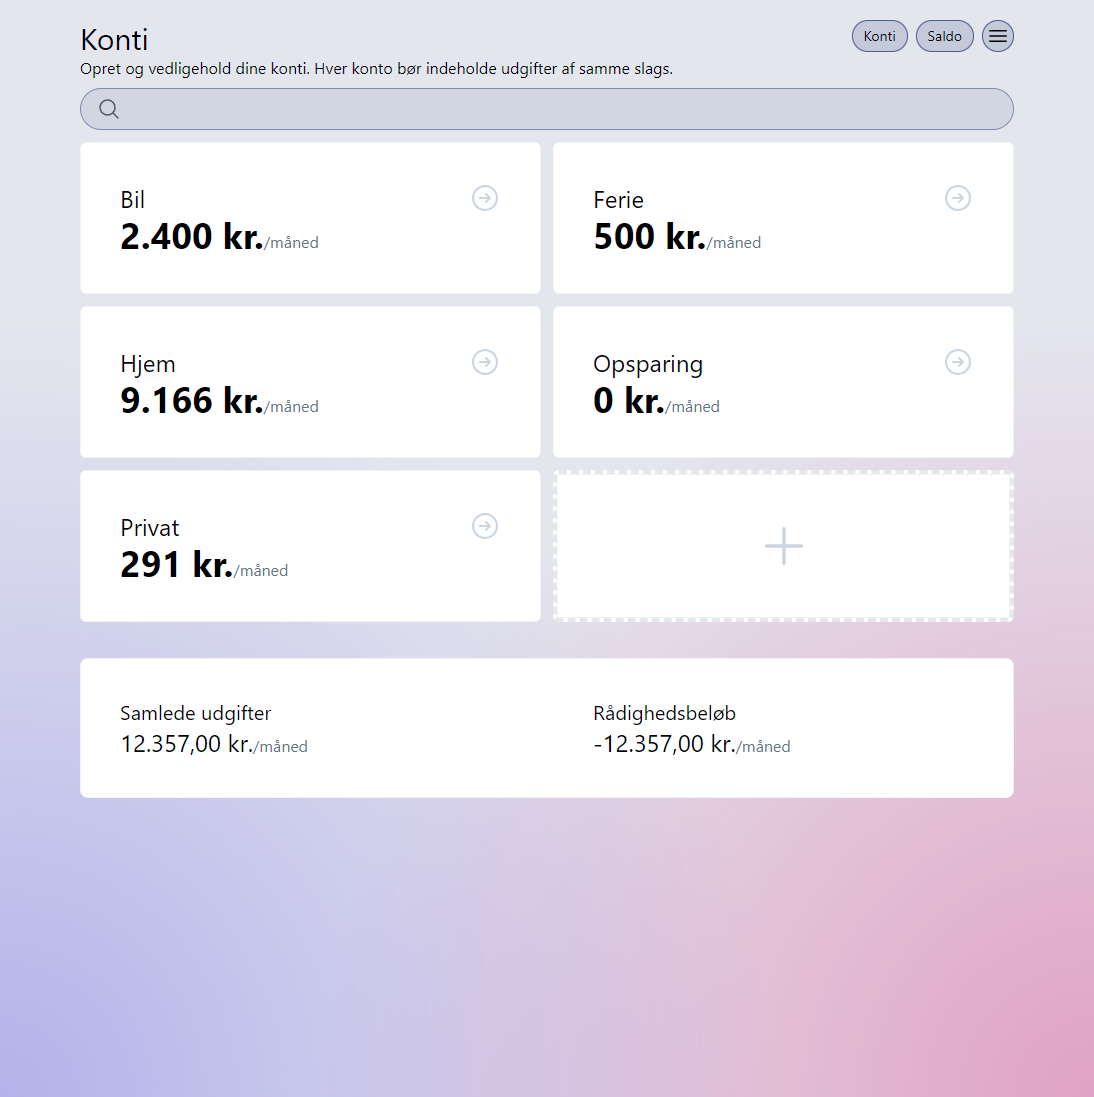 Konti
Konti
Saldo
Opret og vedligehold dine konti. Hver konto bør indeholde udgifter af samme slags.
Bil
2.400 kr./måned
Ferie
500 kr./måned
Hjem
9.166 kr./måned
Opsparing
0 kr./måned
Privat
291 kr./måned
Samlede udgifter
12.357,00 kr./måned
Rådighedsbeløb
-12.357,00 kr./måned